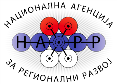 НАЦИОНАЛНА АГЕНЦИЈА
НАРР
ЗА РЕГИОНАЛНИ РАЗВОЈ